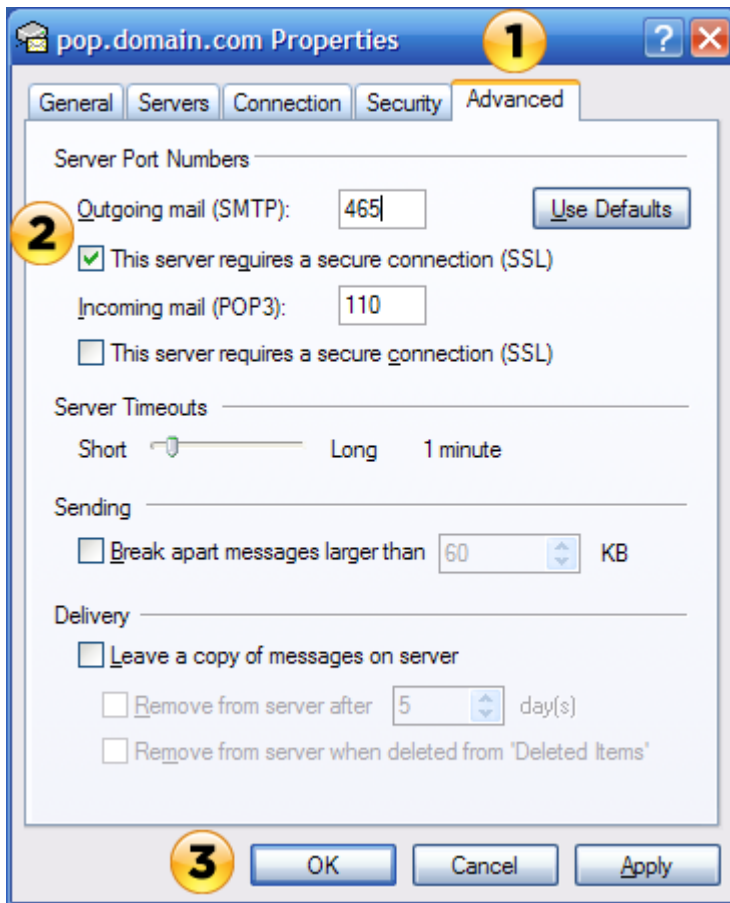 pop.domain.com Properties
1
General Servers Connection Security Advanced
Server Port Numbers
Outgoing mail (SMTP): 465 Use Defaults
2
This server requires a secure connection (SSL)
Incoming mail (POP3): 110
This server requires a secure connection (SSL)
Server Timeouts
Short Long 1 minute
Sending
Break apart messages larger than 60 KB
Delivery
Leave a copy of messages on server
Remove from server after 5 day(s)
Remove from server when deleted from 'Deleted Items'
3 OK Cancel Apply